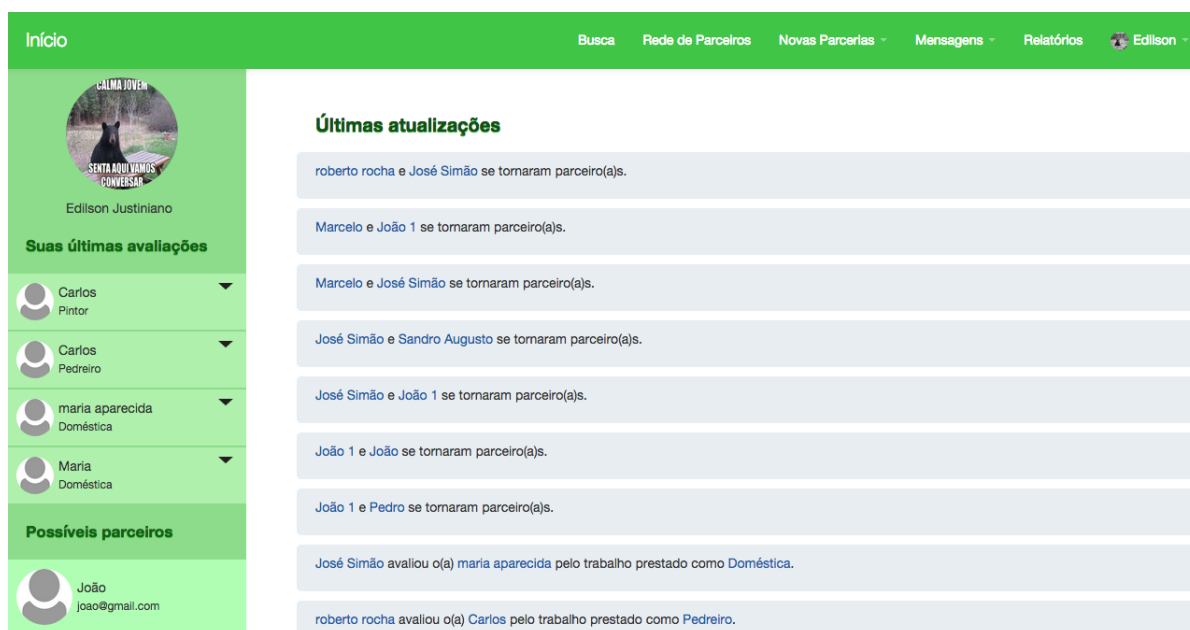 Início
Busca
Rede de Parceiros
Novas Parcerias
Mensagens
Relatórios
Edilson
CALMA JOVEM
SENTA AQUI VAMOS
CONVERSAR
Edilson Justiniano
Suas últimas avaliações
Carlos
Pintor
Carlos
Pedreiro
maria aparecida
Doméstica
Maria
Doméstica
Possíveis parceiros
João
joao@gmail.com
Últimas atualizações
roberto rocha e José Simão se tornaram parceiro(a)s.
Marcelo e João 1 se tornaram parceiro(a)s.
Marcelo e José Simão se tornaram parceiro(a)s.
José Simão e Sandro Augusto se tornaram parceiro(a)s.
José Simão e João 1 se tornaram parceiro(a)s.
João 1 e João se tornaram parceiro(a)s.
João 1 e Pedro se tornaram parceiro(a)s.
José Simão avaliou o(a) maria aparecida pelo trabalho prestado como Doméstica.
roberto rocha avaliou o(a) Carlos pelo trabalho prestado como Pedreiro.